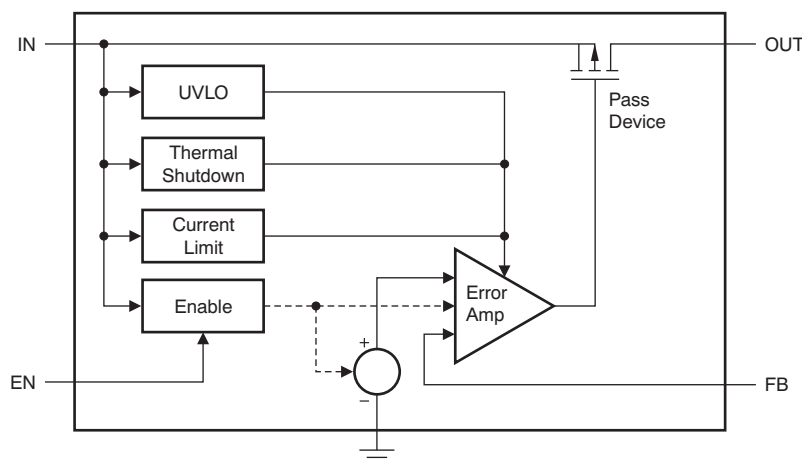 IN
OUT
UVLO
Pass
Device
Thermal
Shutdown
Current
Limit
Error
Amp
Enable
+
−
EN
FB